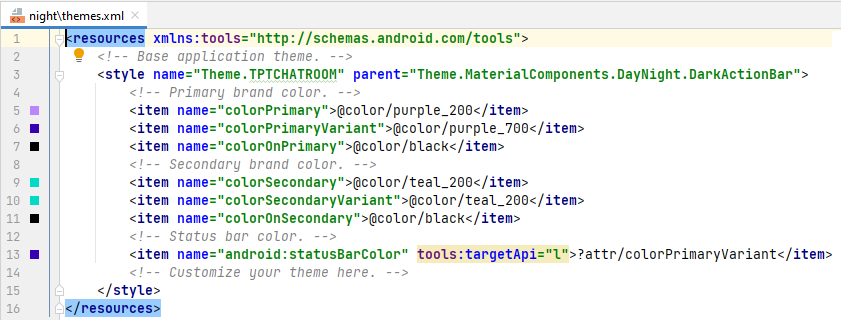 night\themes.xml
1 <resources xmlns:tools="http://schemas.android.com/tools">
2 <!-- Base application theme. -->
3 <style name="Theme.TPTCHATROOM" parent="Theme.MaterialComponents.DayNight.DarkActionBar">
4 <!-- Primary brand color. -->
5 <item name="colorPrimary">@color/purple_200</item>
6 <item name="colorPrimaryVariant">@color/purple_700</item>
7 <item name="colorOnPrimary">@color/black</item>
8 <!-- Secondary brand color. -->
9 <item name="colorSecondary">@color/teal_200</item>
10 <item name="colorSecondaryVariant">@color/teal_200</item>
11 <item name="colorOnSecondary">@color/black</item>
12 <!-- Status bar color. -->
13 <item name="android:statusBarColor" tools:targetApi="l">?attr/colorPrimaryVariant</item>
14 <!-- Customize your theme here. -->
15 </style>
16 </resources>